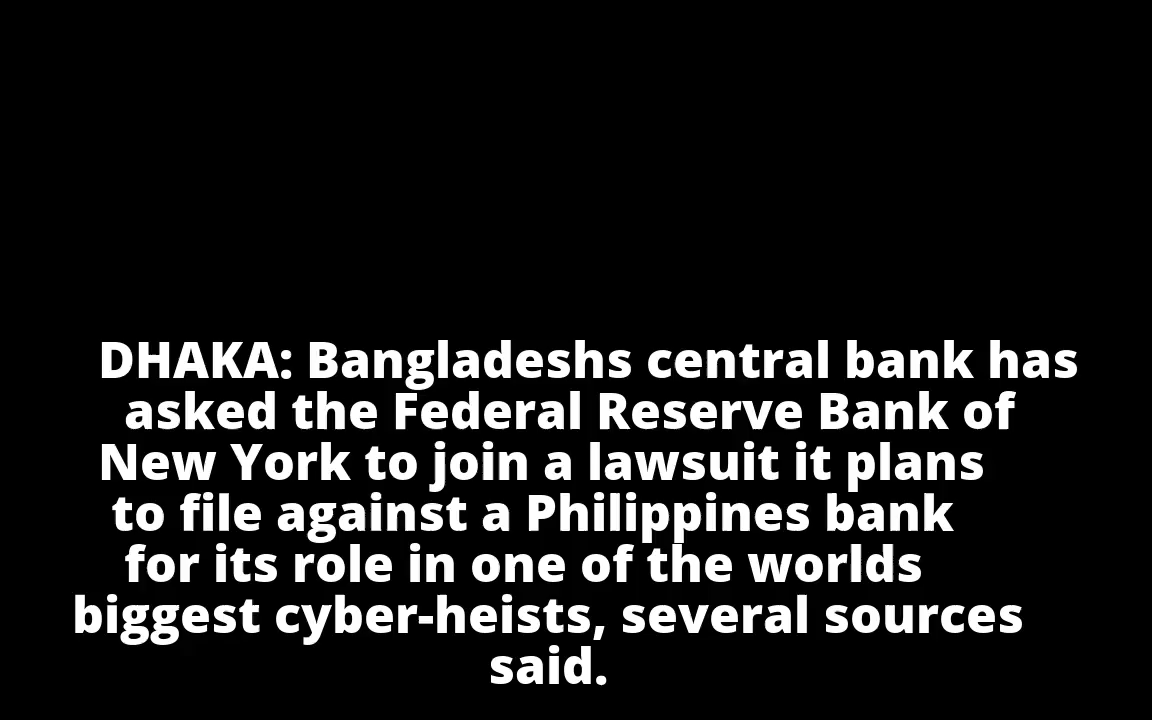 DHAKA: Bangladeshs central bank has
asked the Federal Reserve Bank of
New York to join a lawsuit it plans
to file against a Philippines bank
for its role in one of the worlds
biggest cyber-heists, several sources
said.